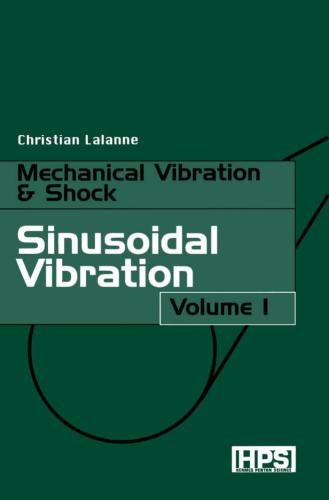 Christian Lalanne
Mechanical Vibration
& Shock
Sinusoidal
Vibration
Volume I
HPS
HERMES PENTON SCIENCE